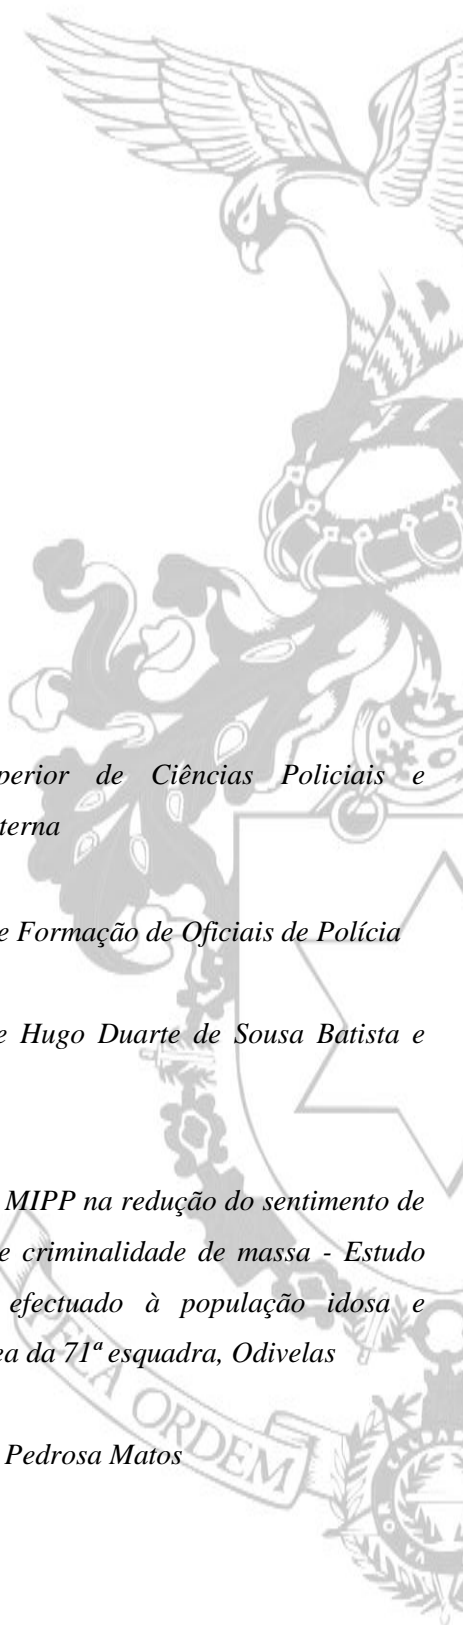 perior de Ciências Policiais e
terna
e Formação de Oficiais de Polícia
e Hugo Duarte de Sousa Batista e
MIPP na redução do sentimento de
e criminalidade de massa - Estudo
efectuado à população idosa e
ea da 71ª esquadra, Odivelas
Pedrosa Matos
PELA ORDEM